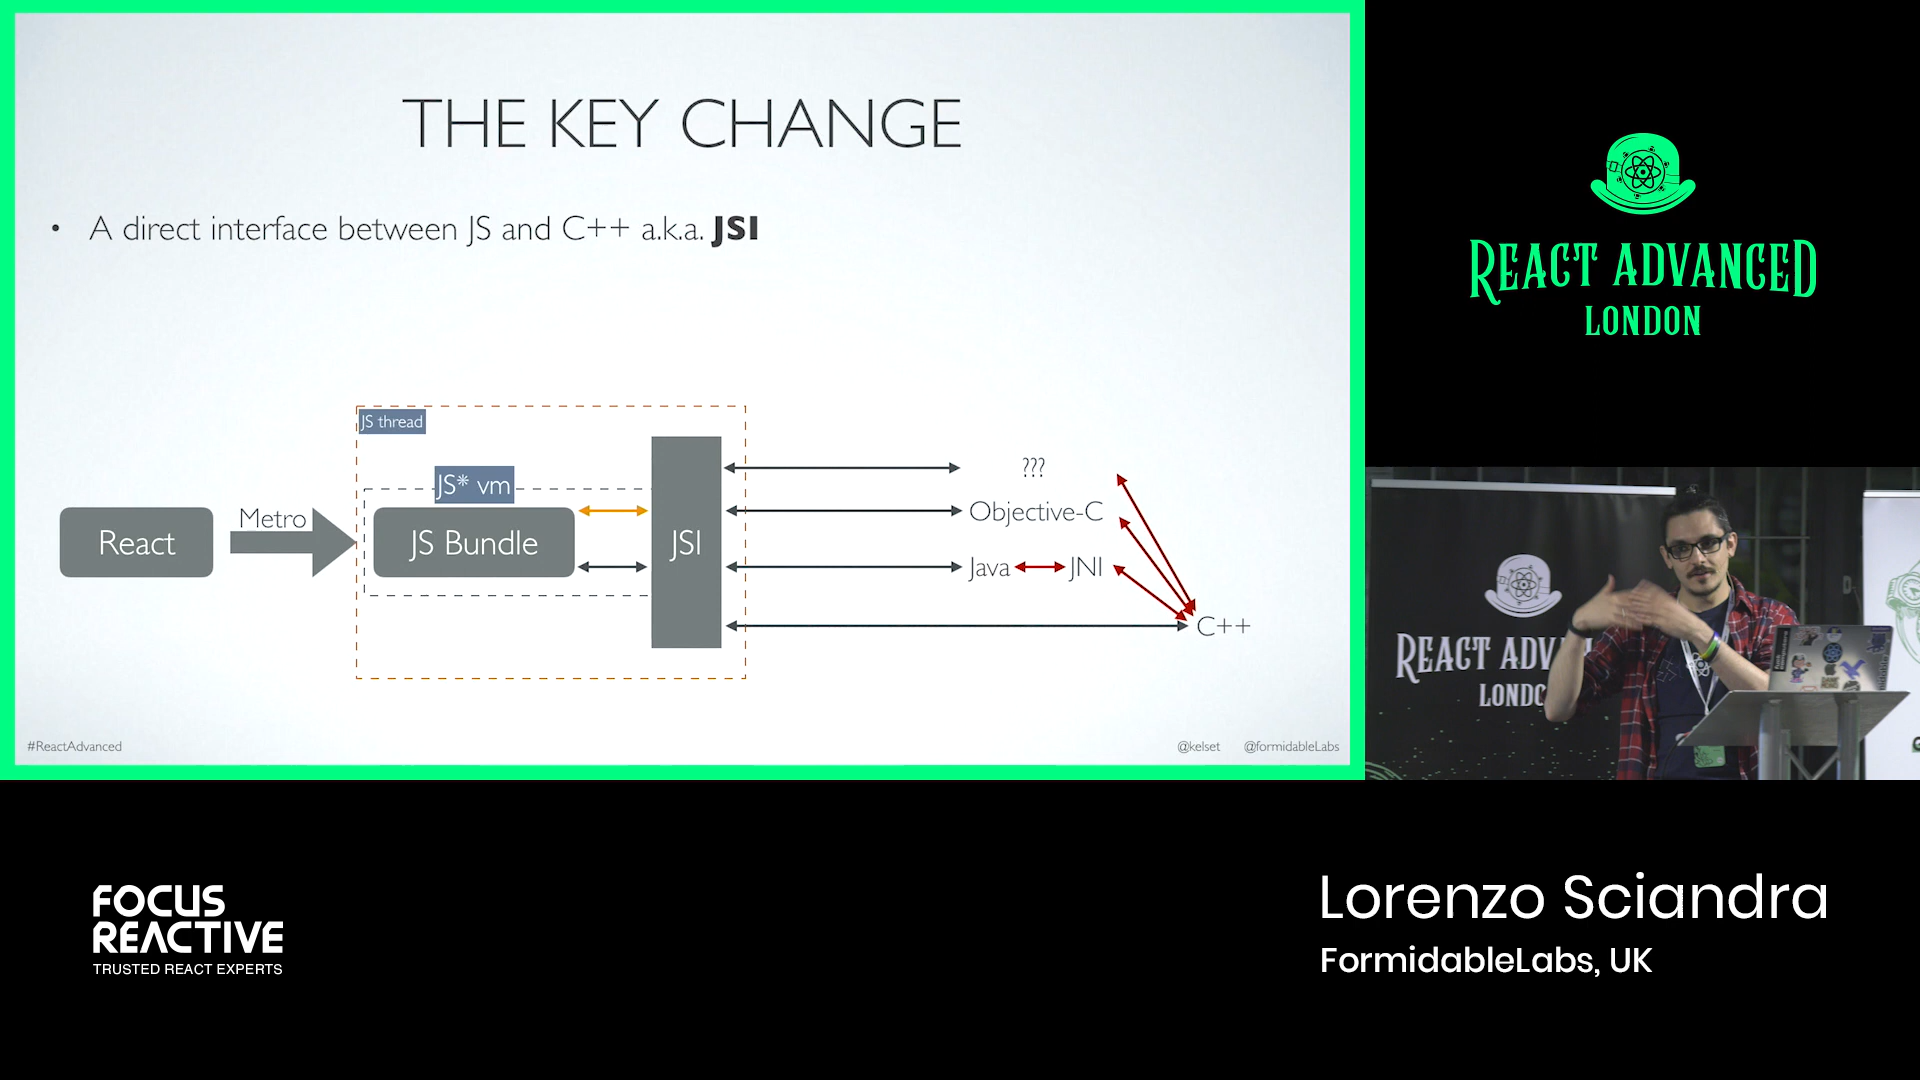 THE KEY CHANGE
• A direct interface between JS and C++ a.k.a. JSI
JS thread
JS* vm
React
Metro
JS Bundle
JSI
???
Objective-C
Java
JNI
C++
#ReactAdvanced
@kelset
@formidableLabs
REACT ADVANCED
LONDON
REACT ADV
LONDO
FOCUS
REACTIVE
TRUSTED REACT EXPERTS
Lorenzo Sciandra
FormidableLabs, UK